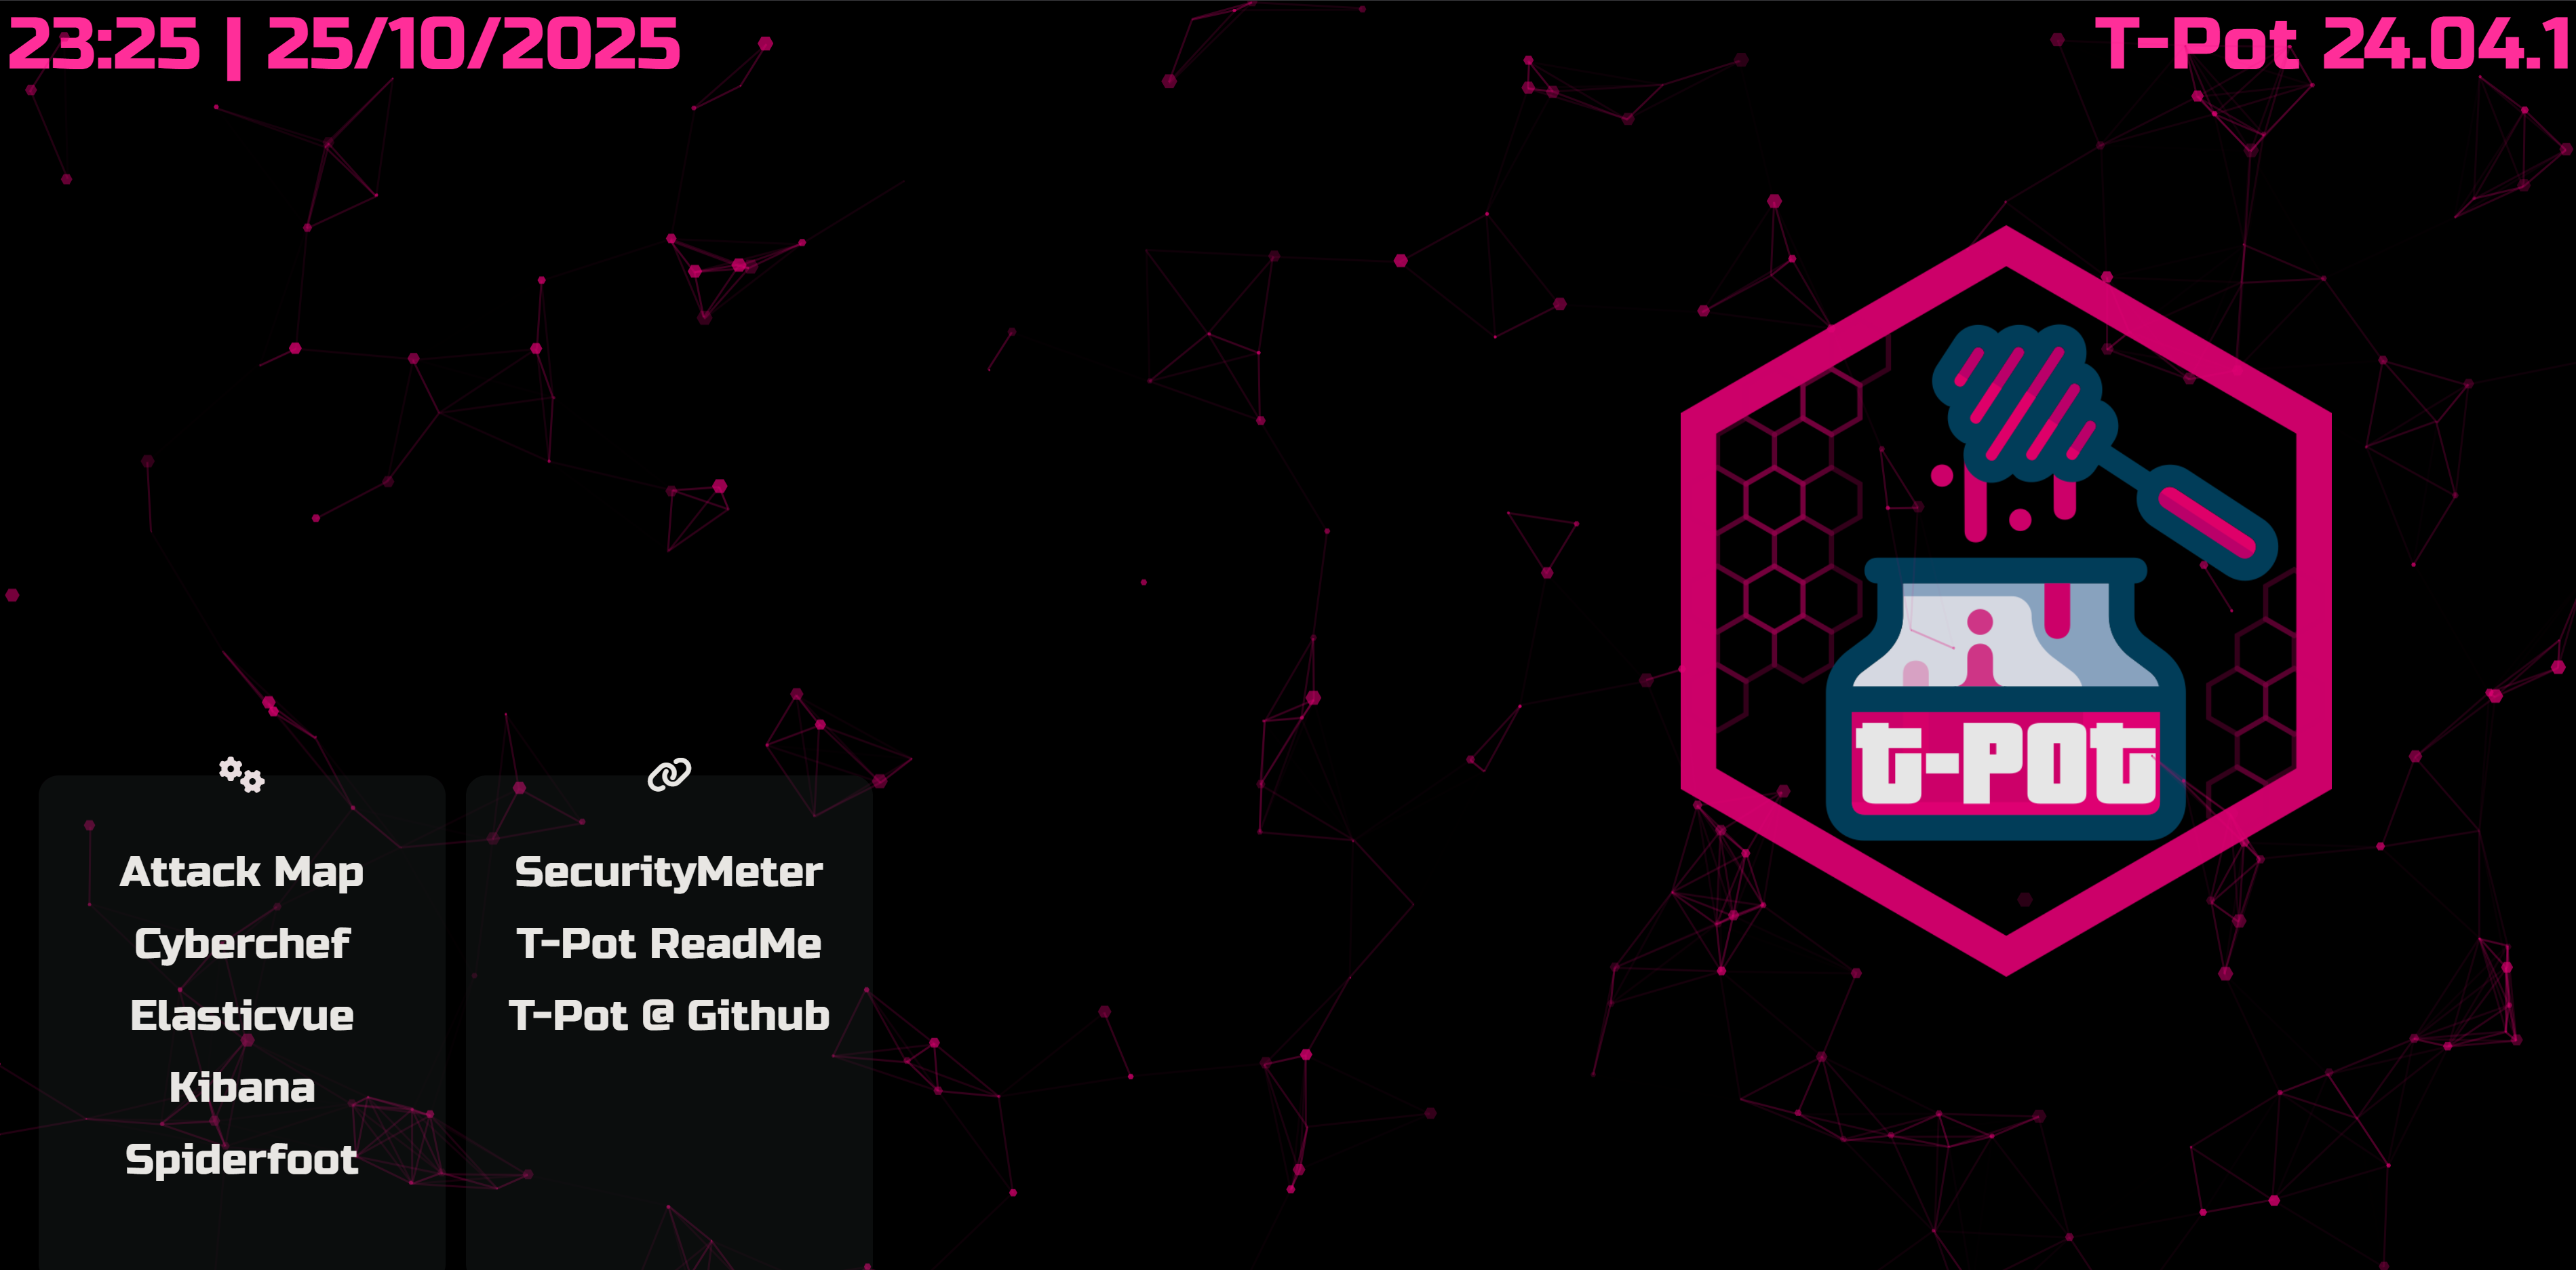 23:25 | 25/10/2025
T-Pot 24.04.1
t-pot
Attack Map
Cyberchef
Elasticvue
Kibana
Spiderfoot
SecurityMeter
T-Pot ReadMe
T-Pot @ Github